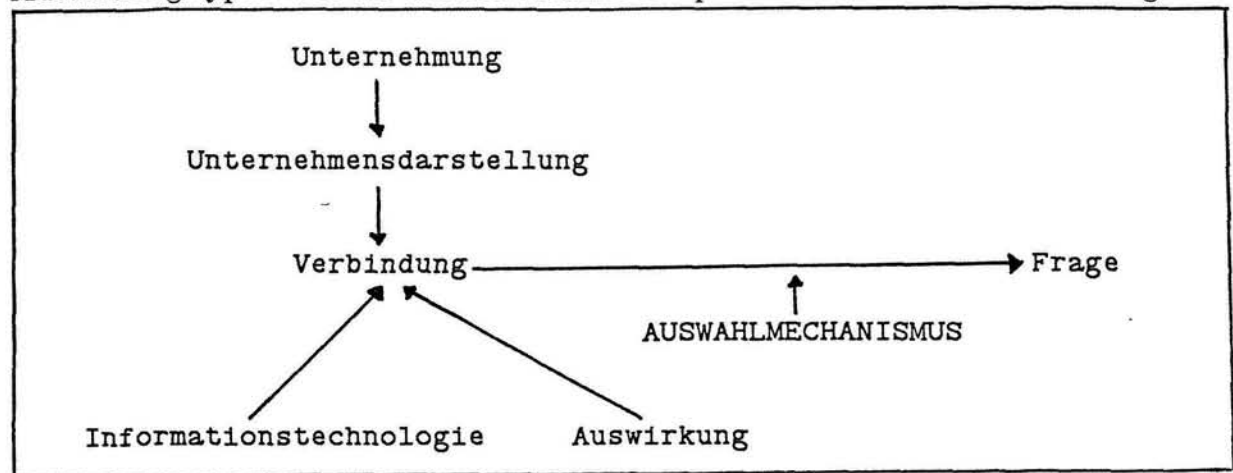 Unternehmung
Unternehmensdarstellung
Verbindung Frage
AUSWAHLMECHANISMUS
Informationstechnologie Auswirkung